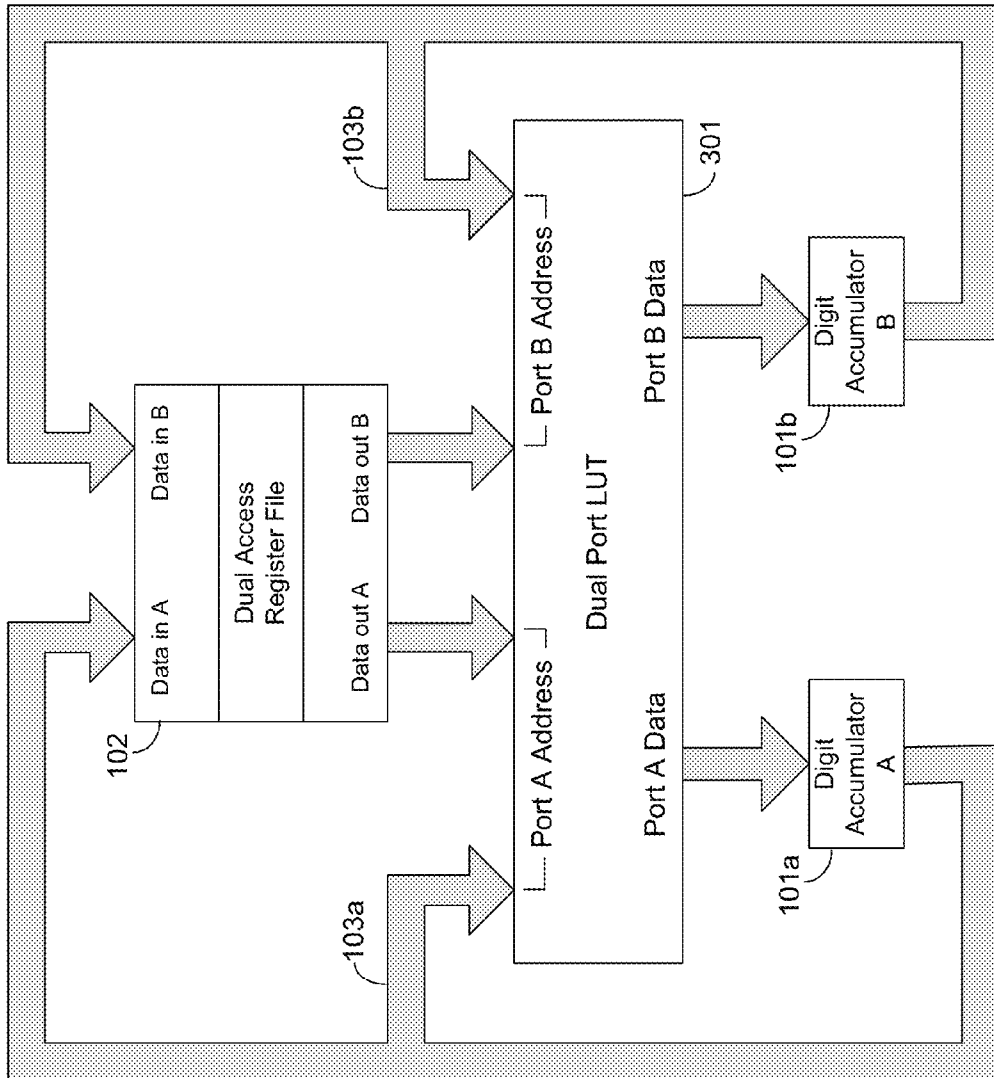 102
Data in A
Data in B
Dual Access
Register File
Data out A
Data out B
103a
103b
Port A Address
Port B Address
Dual Port LUT
Port A Data
Port B Data
301
101a
Digit
Accumulator
A
101b
Digit
Accumulator
B